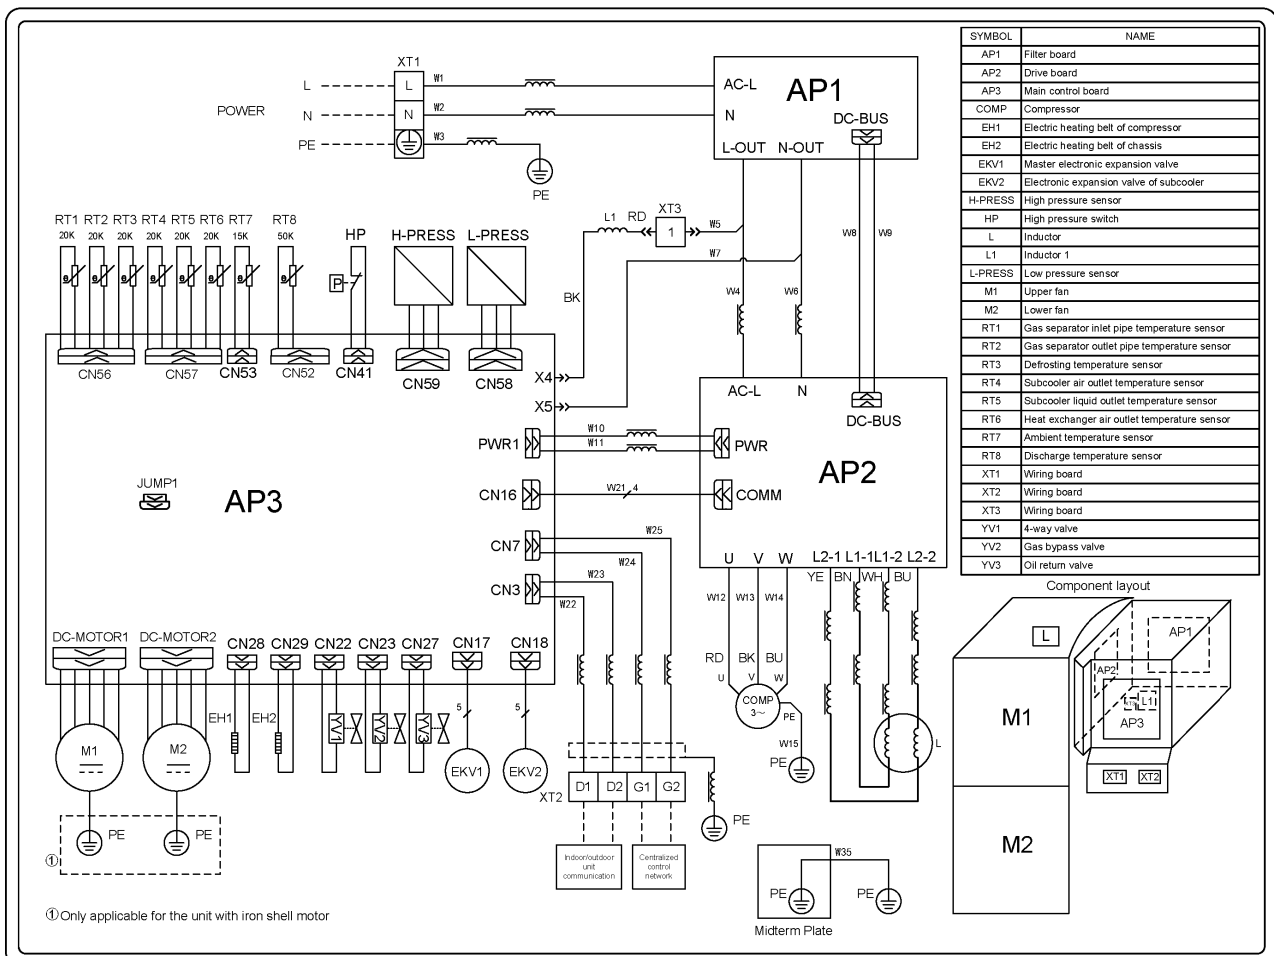 XT1
POWER
L
N
PE
L
N
W1
W2
W3
PE
AC-L
N
AP1
DC-BUS
L-OUT N-OUT
RT1 RT2 RT3 RT4 RT5 RT6 RT7 RT8
20K 20K 20K 20K 20K 20K 15K 50K
HP
H-PRESS L-PRESS
P
L1 RD XT3
1
W5
W7
W8 W9
W4 W6
BK
CN56 CN57 CN53 CN52 CN41 CN59 CN58
X4
X5
AC-L N
DC-BUS
PWR1
W10
W11
PWR
AP2
JUMP1
AP3
CN16
W21 4
COMM
CN7
W25
W24
CN3
W23
W22
U V W L2-1 L1-1 L1-2 L2-2
YE BN WH BU
W12 W13 W14
RD BK BU
U V W
COMP
3~
PE
W15
PE
L
DC-MOTOR1 DC-MOTOR2 CN28 CN29 CN22 CN23 CN27 CN17 CN18
EH1 EH2
YV1 YV2 YV3
5 5
M1 M2
EKV1 EKV2
XT2
D1 D2 G1 G2
PE
PE PE
①
Indoor/outdoor
unit
communication
Centralized
control
network
W35
PE PE
Midterm Plate
①Only applicable for the unit with iron shell motor
SYMBOL NAME
AP1 Filter board
AP2 Drive board
AP3 Main control board
COMP Compressor
EH1 Electric heating belt of compressor
EH2 Electric heating belt of chassis
EKV1 Master electronic expansion valve
EKV2 Electronic expansion valve of subcooler
H-PRESS High pressure sensor
HP High pressure switch
L Inductor
L1 Inductor 1
L-PRESS Low pressure sensor
M1 Upper fan
M2 Lower fan
RT1 Gas separator inlet pipe temperature sensor
RT2 Gas separator outlet pipe temperature sensor
RT3 Defrosting temperature sensor
RT4 Subcooler air outlet temperature sensor
RT5 Subcooler liquid outlet temperature sensor
RT6 Heat exchanger air outlet temperature sensor
RT7 Ambient temperature sensor
RT8 Discharge temperature sensor
XT1 Wiring board
XT2 Wiring board
XT3 Wiring board
YV1 4-way valve
YV2 Gas bypass valve
YV3 Oil return valve
Component layout
L
AP1
AP2
L1
AP3
M1
XT1 XT2
M2